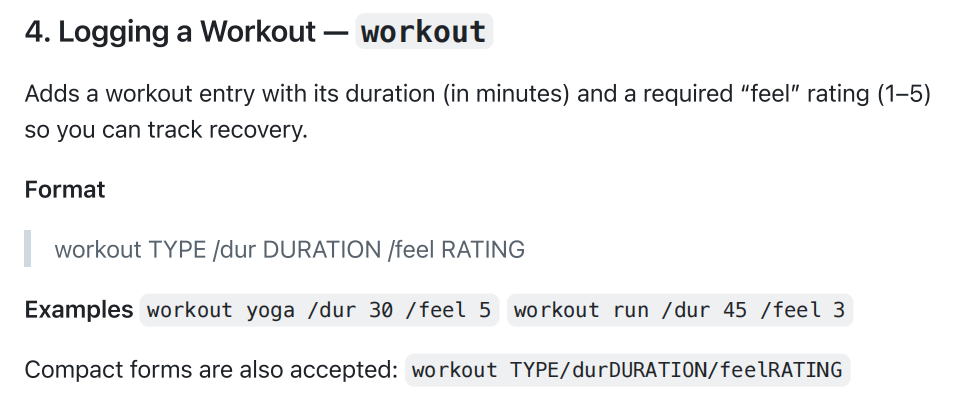 4. Logging a Workout — workout
Adds a workout entry with its duration (in minutes) and a required “feel” rating (1–5)
so you can track recovery.
Format
workout TYPE /dur DURATION /feel RATING
Examples workout yoga /dur 30 /feel 5 workout run /dur 45 /feel 3
Compact forms are also accepted: workout TYPE/durDURATION/feelRATING